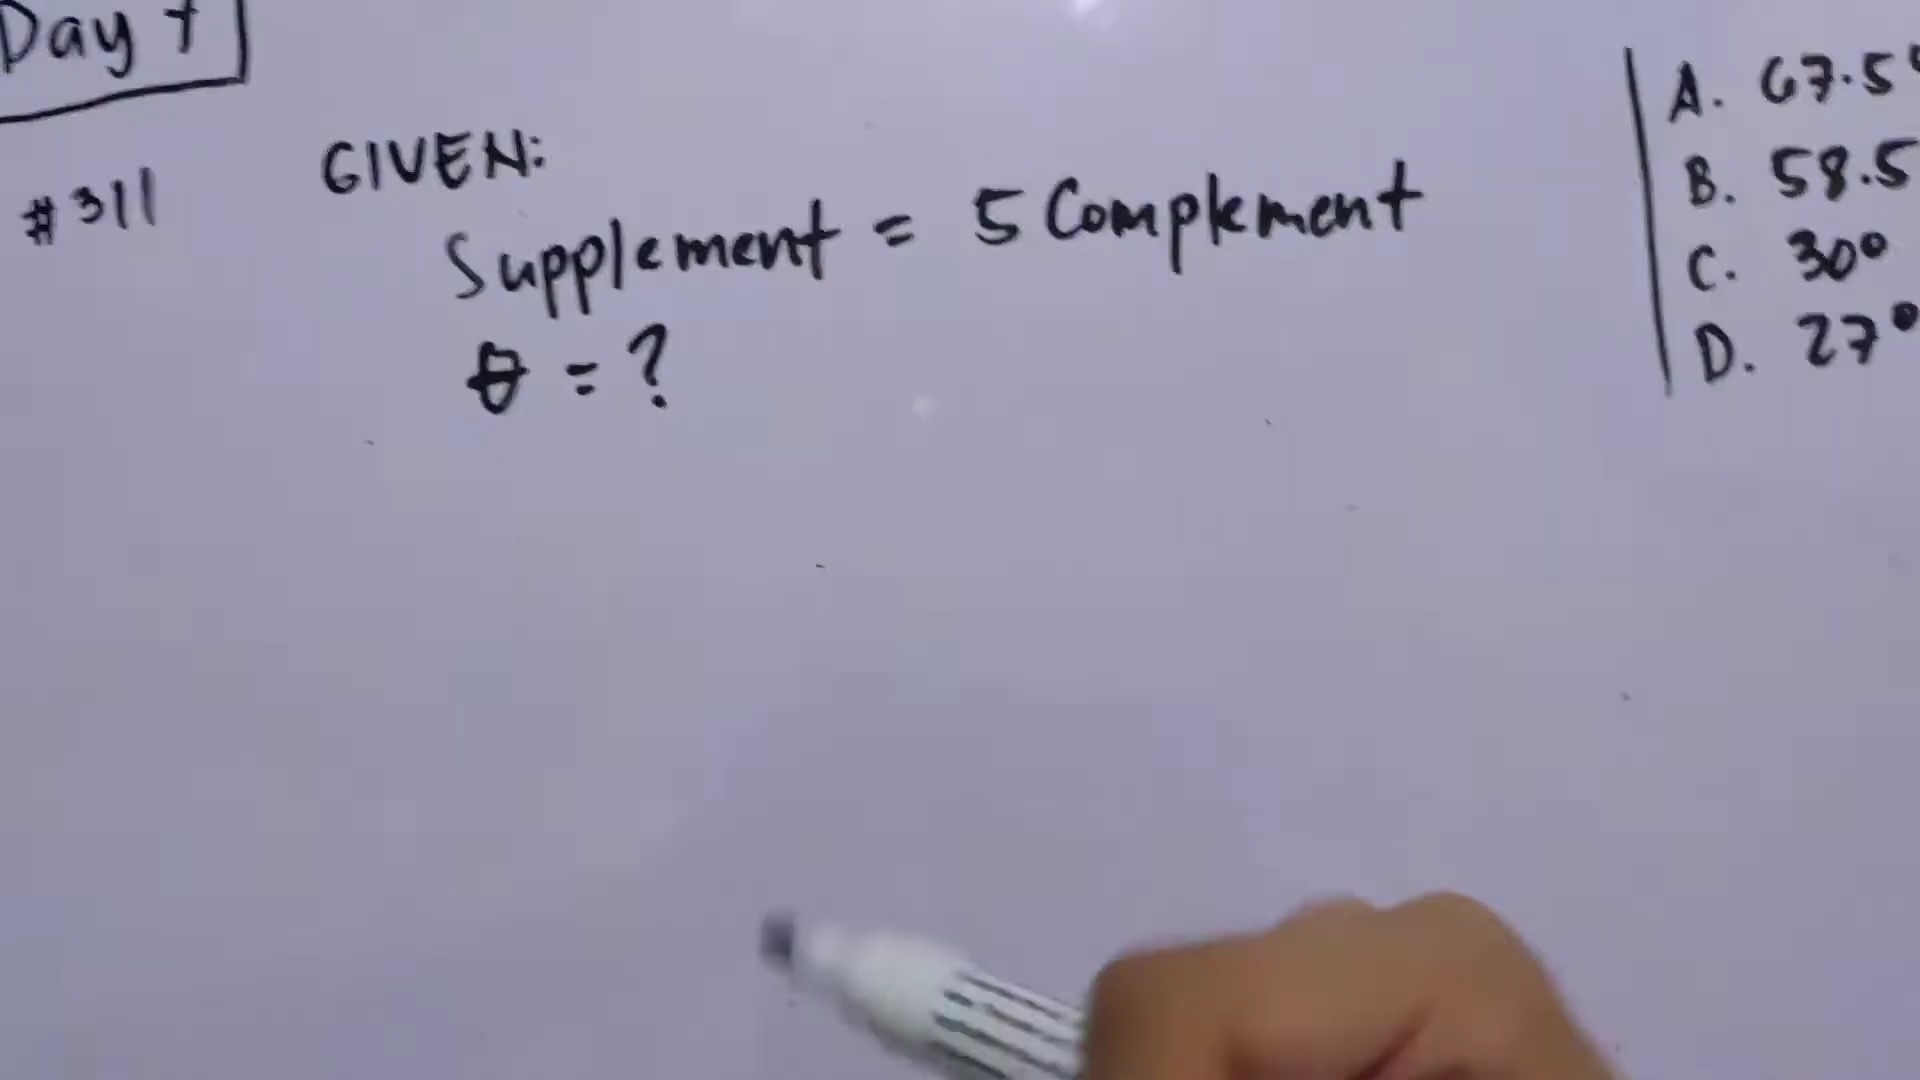 Day 7
#311
GIVEN:
Supplement = 5 Complement
θ = ?
A. 67.5°
B. 58.5
C. 30°
D. 27°